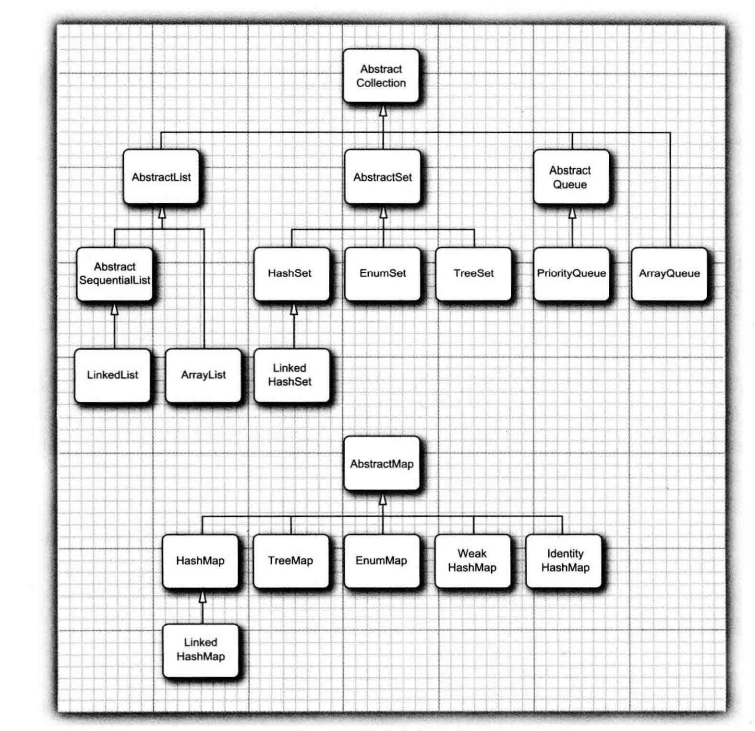 Abstract
Collection
AbstractList
AbstractSet
Abstract
Queue
Abstract
SequentialList
HashSet
EnumSet
TreeSet
PriorityQueue
ArrayQueue
LinkedList
ArrayList
Linked
HashSet
AbstractMap
HashMap
TreeMap
EnumMap
Weak
HashMap
Identity
HashMap
Linked
HashMap